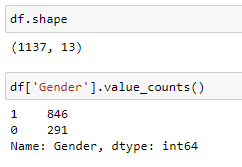 df.shape
(1137, 13)
df['Gender'].value_counts()
1    846
0    291
Name: Gender, dtype: int64